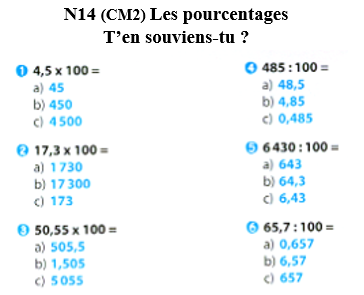 N14 (CM2) Les pourcentages
T'en souviens-tu ?
1 4,5 x 100 =
a) 45
b) 450
c) 4 500
2 17,3 x 100 =
a) 1 730
b) 17 300
c) 173
3 50,55 x 100 =
a) 505,5
b) 1,505
c) 5 055
4 485 : 100 =
a) 48,5
b) 4,85
c) 0,485
5 6 430 : 100 =
a) 643
b) 64,3
c) 6,43
6 65,7 : 100 =
a) 0,657
b) 6,57
c) 657